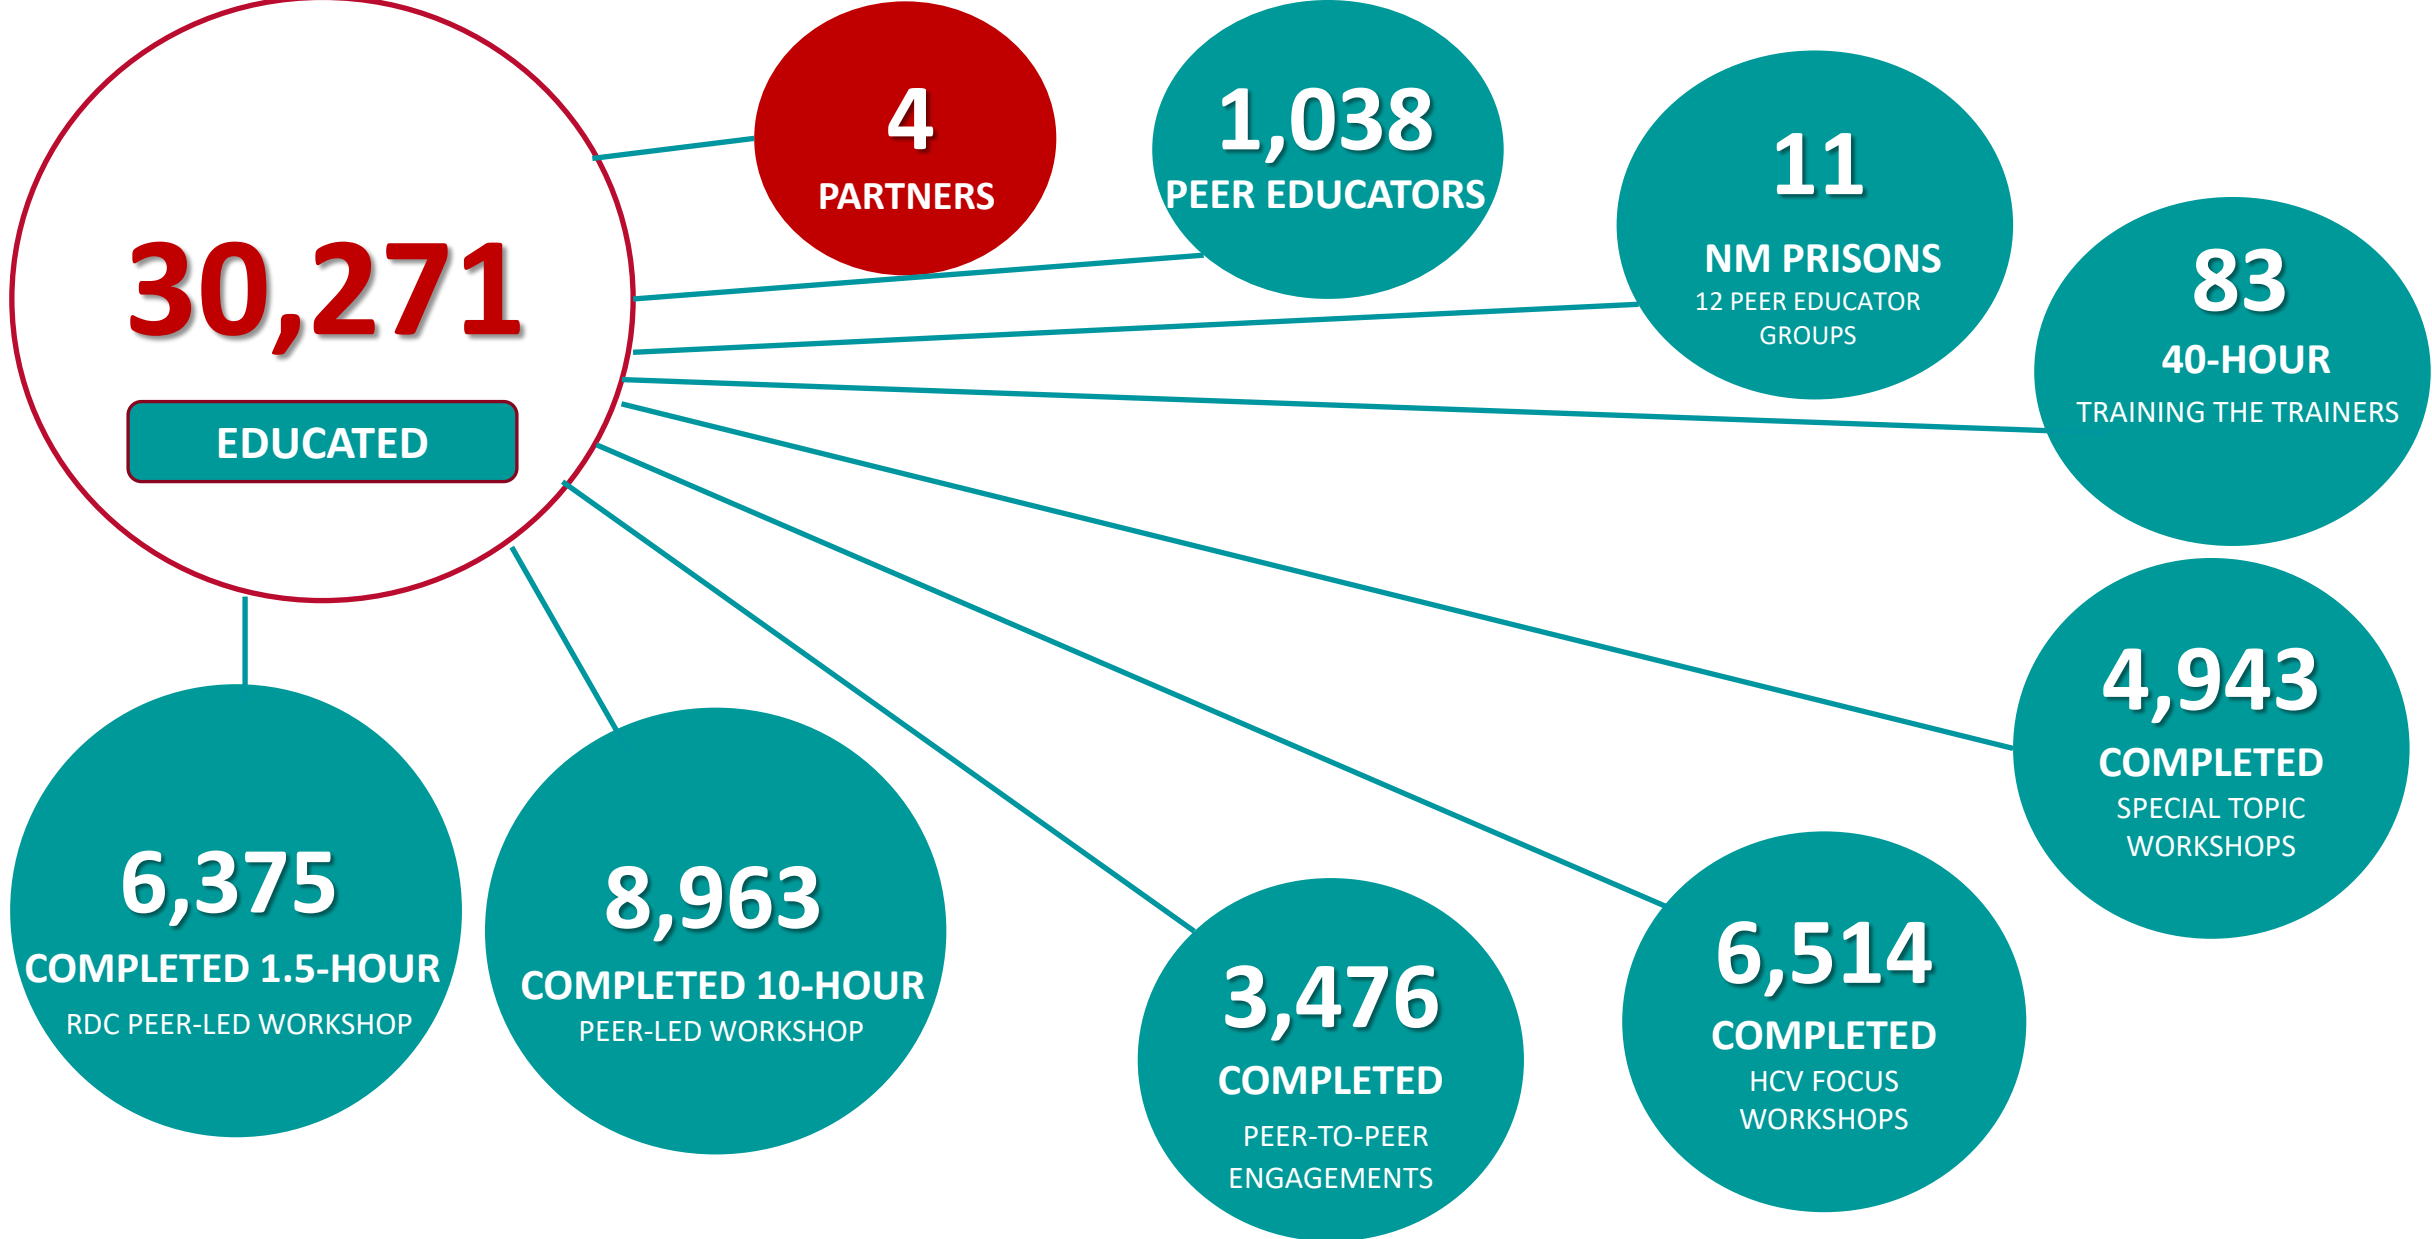 30,271
EDUCATED
4
PARTNERS
1,038
PEER EDUCATORS
11
NM PRISONS
12 PEER EDUCATOR
GROUPS
83
40-HOUR
TRAINING THE TRAINERS
4,943
COMPLETED
SPECIAL TOPIC
WORKSHOPS
6,514
COMPLETED
HCV FOCUS
WORKSHOPS
3,476
COMPLETED
PEER-TO-PEER
ENGAGEMENTS
8,963
COMPLETED 10-HOUR
PEER-LED WORKSHOP
6,375
COMPLETED 1.5-HOUR
RDC PEER-LED WORKSHOP